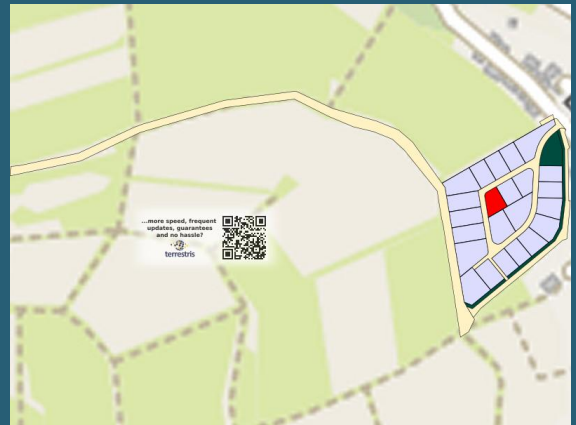 ...more speed, frequent
updates, guarantees
and no hassle?
terrestris